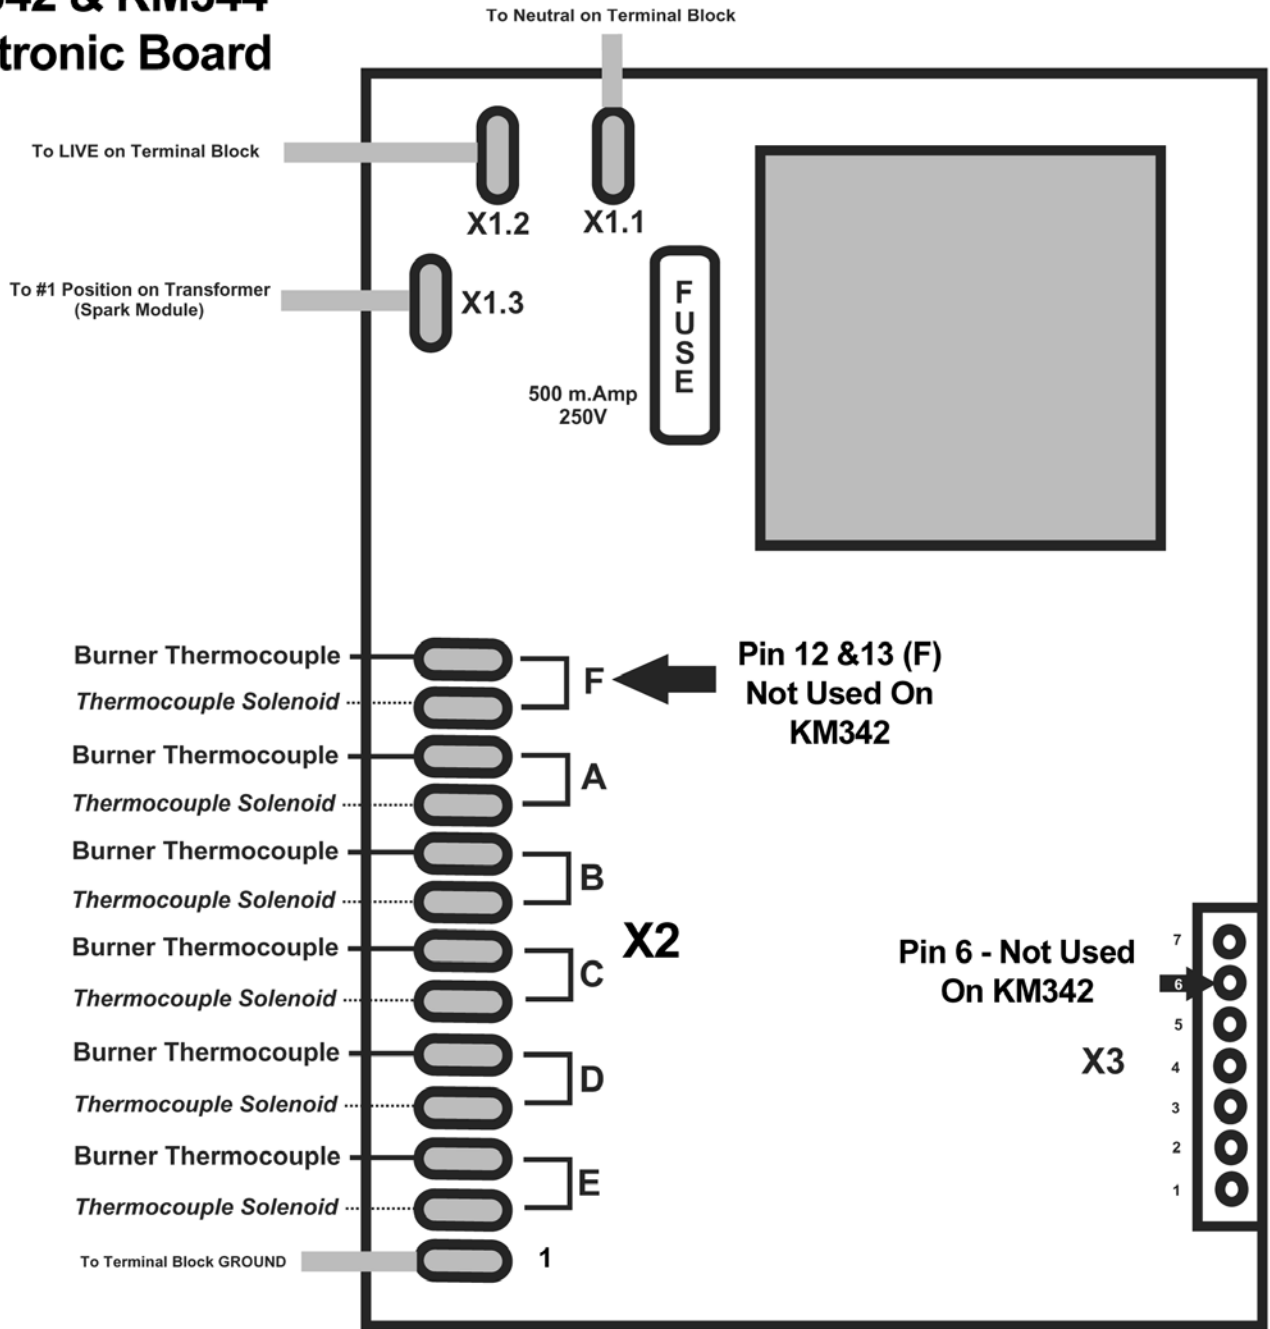 342 & KM344
tronic Board
To Neutral on Terminal Block
To LIVE on Terminal Block
X1.2
X1.1
To #1 Position on Transformer
(Spark Module)
X1.3
FUSE
500 m.Amp
250V
Burner Thermocouple
Thermocouple Solenoid
F
Pin 12 &13 (F)
Not Used On
KM342
Burner Thermocouple
Thermocouple Solenoid
A
Burner Thermocouple
Thermocouple Solenoid
B
X2
Burner Thermocouple
Thermocouple Solenoid
C
Burner Thermocouple
Thermocouple Solenoid
D
Burner Thermocouple
Thermocouple Solenoid
E
To Terminal Block GROUND
1
Pin 6 - Not Used
On KM342
X3
7
6
5
4
3
2
1